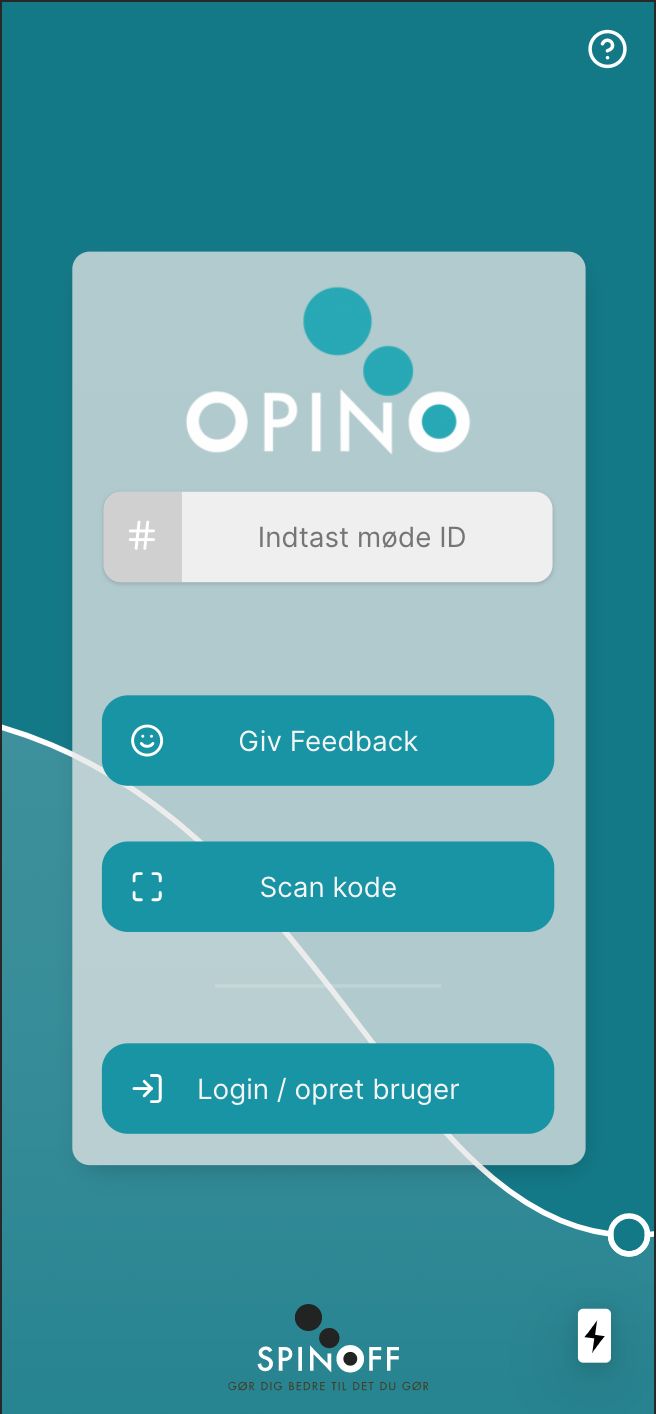 OPINO
#
Indtast møde ID
Giv Feedback
Scan kode
Login / opret bruger
SPINOFF
GØR DIG BEDRE TIL DET DU GØR